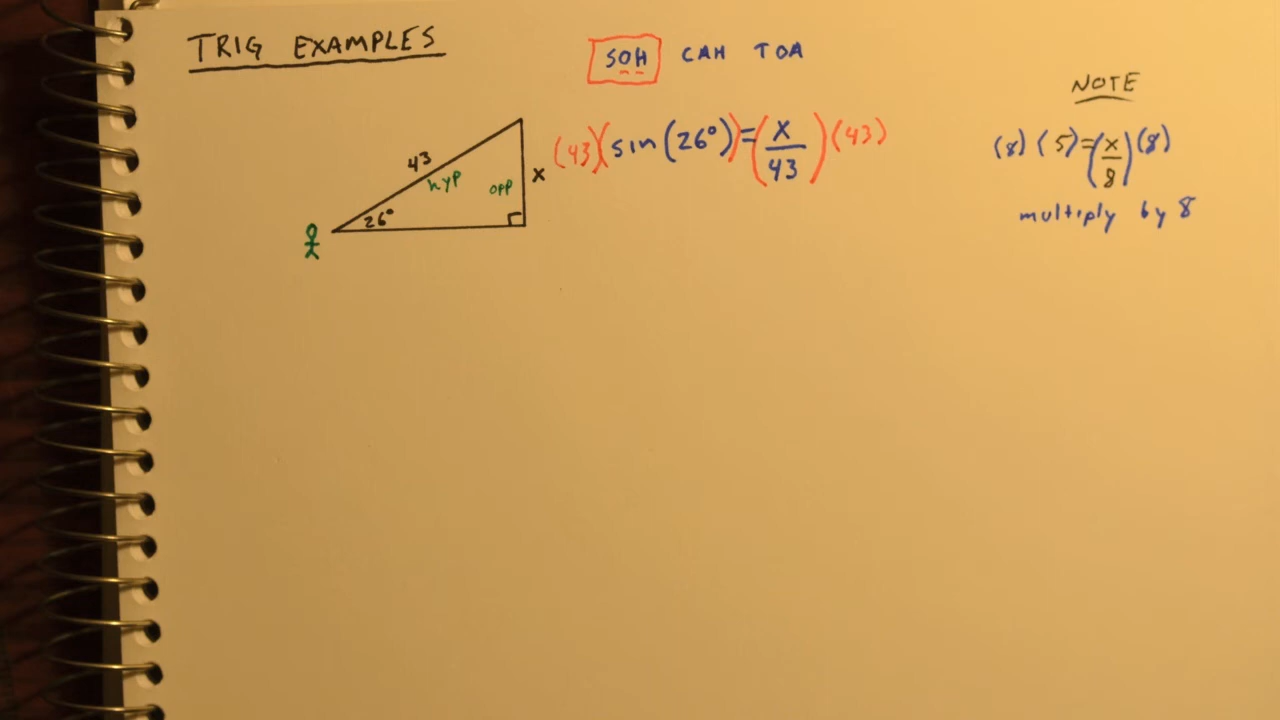 TRIG EXAMPLES
SOH CAH TOA
43
hyp
opp
x
26°
(43)(sin(26°))=(x/43)(43)
NOTE
(8)(5)=(x/8)(8)
multiply by 8